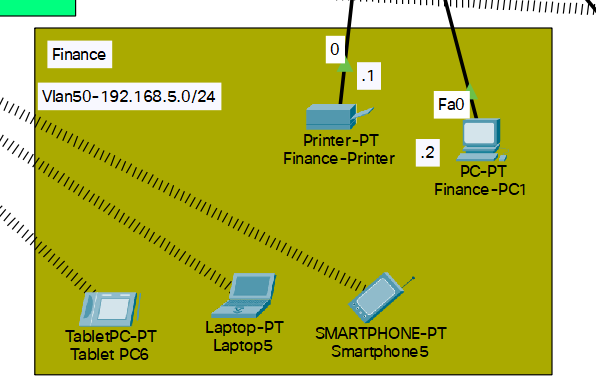 Finance
Vlan50-192.168.5.0/24
0
.1
Printer-PT
Finance-Printer
Fa0
.2
PC-PT
Finance-PC1
TabletPC-PT
Tablet PC6
Laptop-PT
Laptop5
SMARTPHONE-PT
Smartphone5